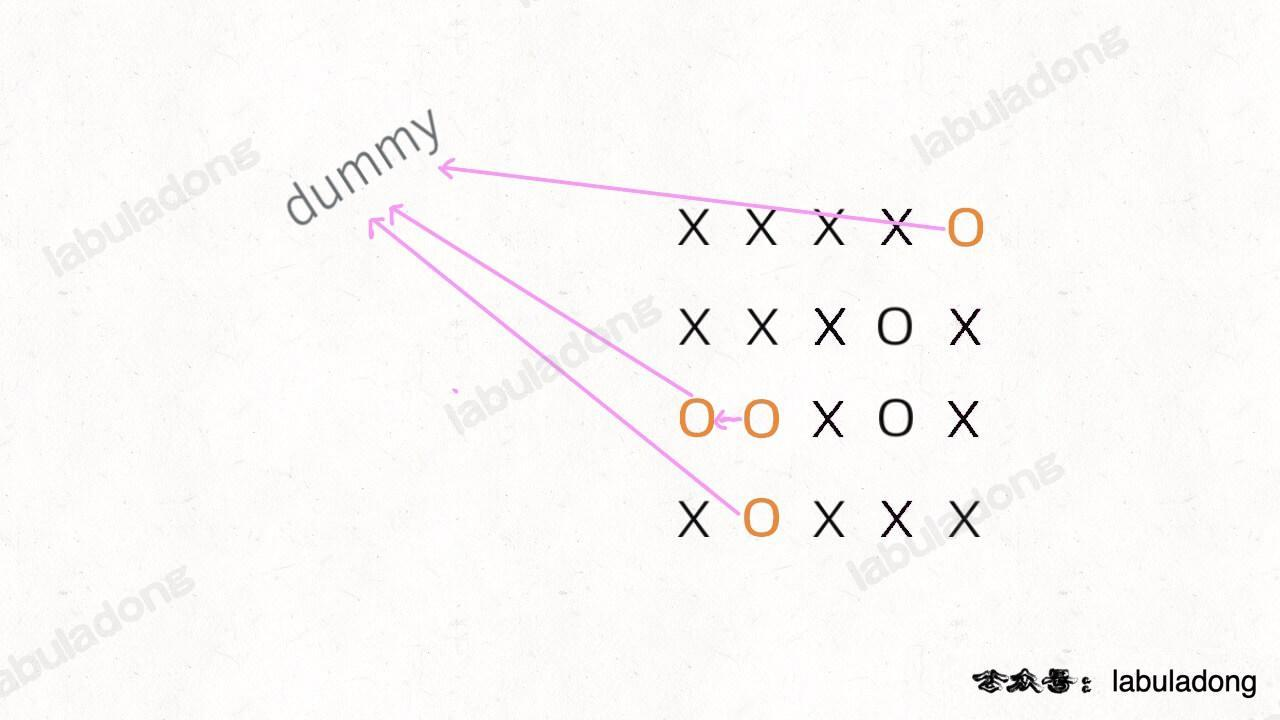 dummy
X X X X O
X X X O X
O O X O X
X O X X X
公众号：labuladong
labuladong
labuladong
labuladong
labuladong
labuladong